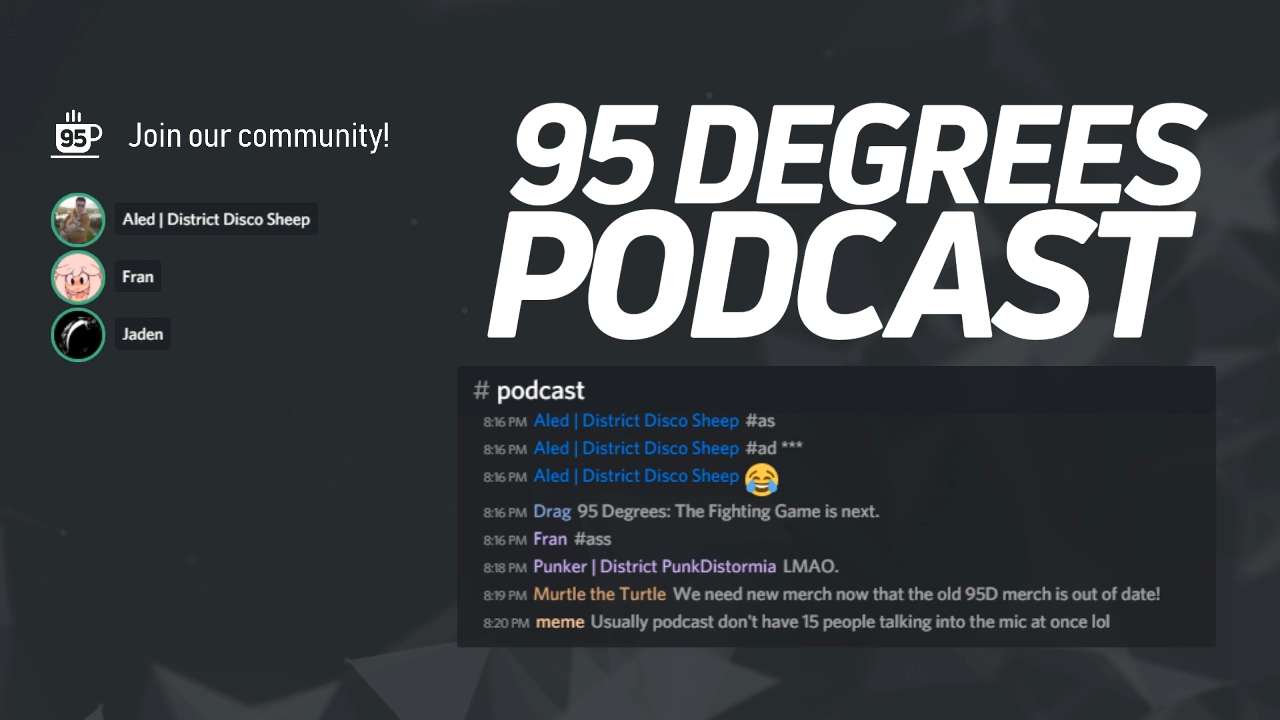 95
Join our community!
Aled | District Disco Sheep
Fran
Jaden
95 DEGREES
PODCAST
# podcast
8:16 PM Aled | District Disco Sheep #as
8:16 PM Aled | District Disco Sheep #ad ***
8:16 PM Aled | District Disco Sheep 😂
8:16 PM Drag 95 Degrees: The Fighting Game is next.
8:16 PM Fran #ass
8:18 PM Punker | District PunkDistormia LMAO.
8:19 PM Murtle the Turtle We need new merch now that the old 95D merch is out of date!
8:20 PM meme Usually podcast don't have 15 people talking into the mic at once lol